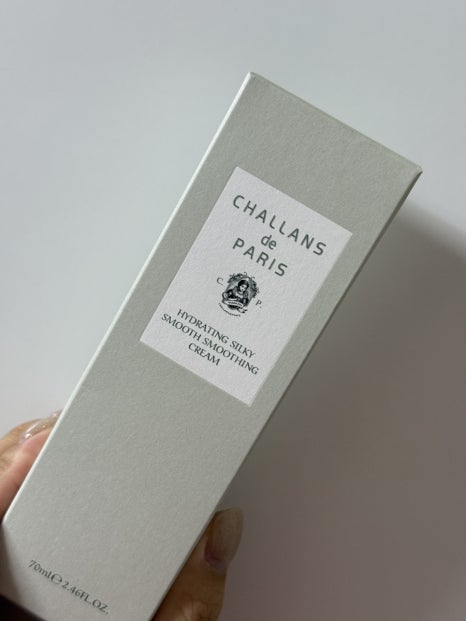 CHALLANS
de
PARIS
C. P.
HYDRATING SILKY
SMOOTH SMOOTHING
CREAM
70ml℮2.46FL.OZ.